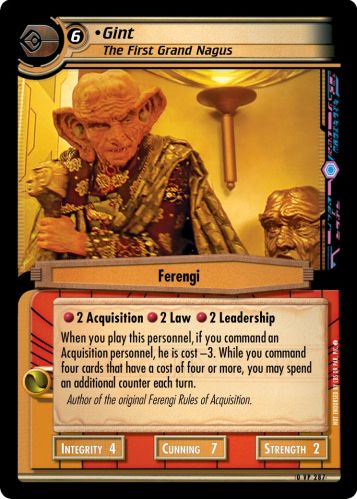 6 •Gint
The First Grand Nagus
Ferengi
2 Acquisition 2 Law 2 Leadership
When you play this personnel, if you command an
Acquisition personnel, he is cost –3. While you command
four cards that have a cost of four or more, you may spend
an additional counter each turn.
Author of the original Ferengi Rules of Acquisition.
INTEGRITY 4 CUNNING 7 STRENGTH 2
0 VP 287